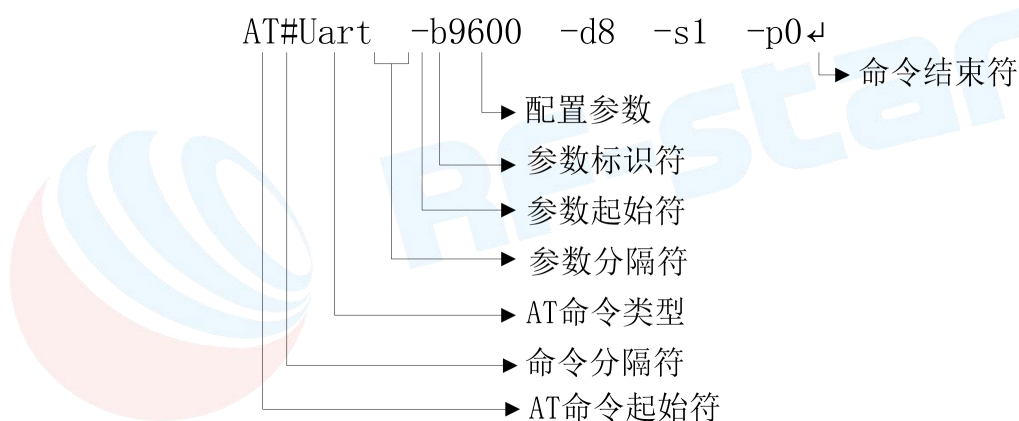 AT#Uart -b9600 -d8 -s1 -p0↲
命令结束符
配置参数
参数标识符
参数起始符
参数分隔符
AT命令类型
命令分隔符
AT命令起始符
RF-star